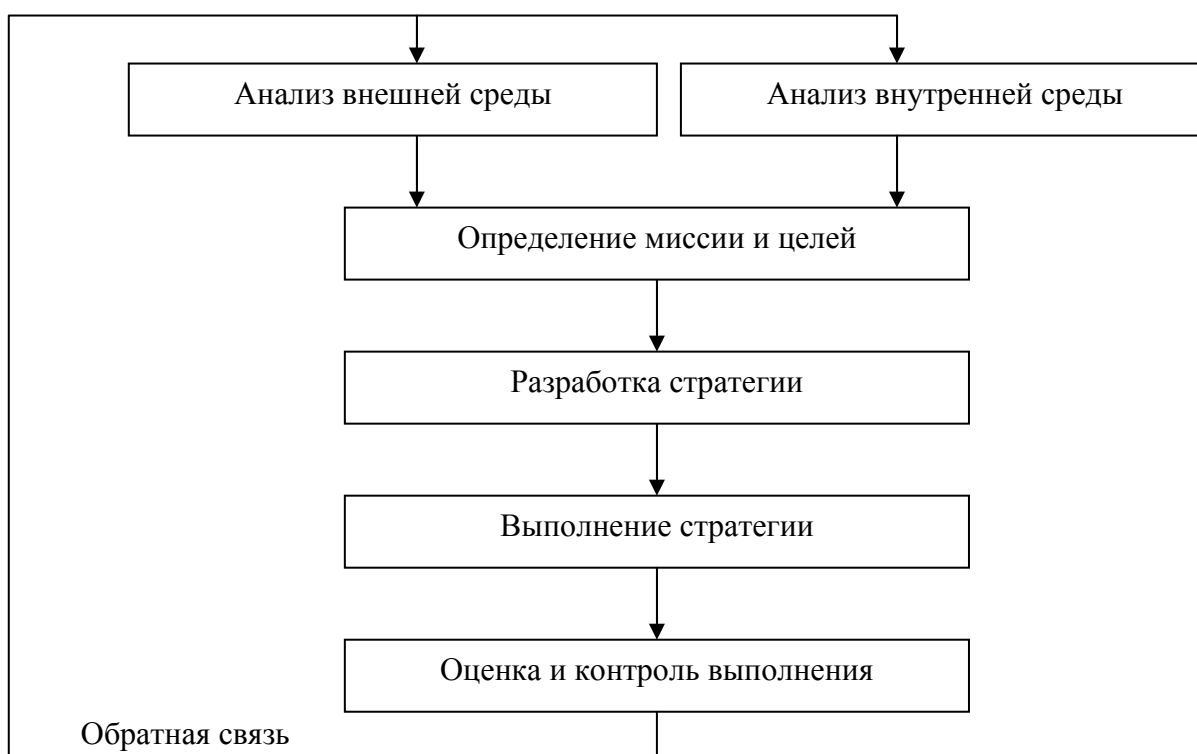 Анализ внешней среды
Анализ внутренней среды
Определение миссии и целей
Разработка стратегии
Выполнение стратегии
Оценка и контроль выполнения
Обратная связь